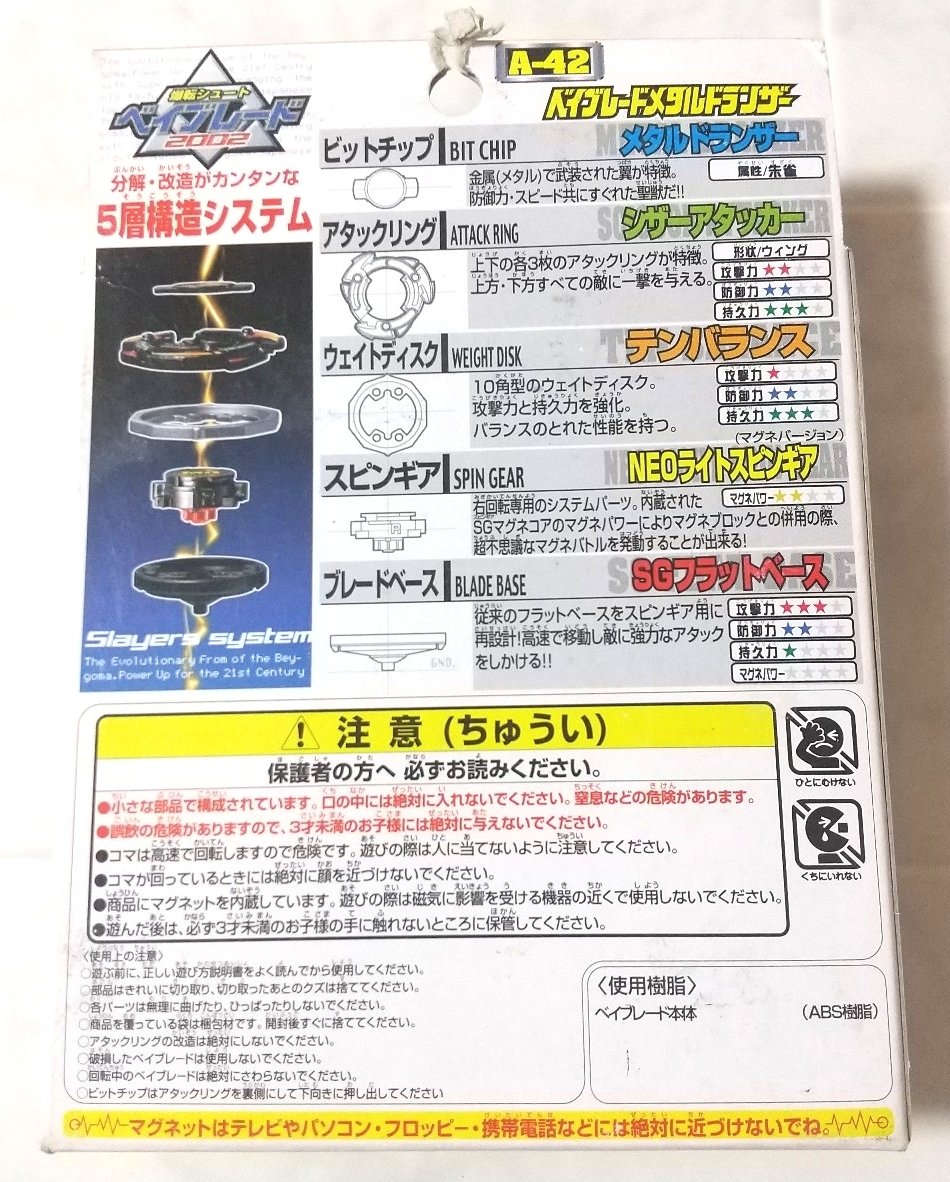 A-42
爆転シュート
ベイブレード
2002
ベイブレードメタルドランザー
分解・改造がカンタンな
5層構造システム
Slayers system
The Evolutionary From of the Bey-
goma.Power Up for the 21st Century
ビットチップ BIT CHIP メタルドランザー
金属(メタル)で武装された翼が特徴。
防御力・スピード共にすぐれた聖獣だ!!
属性/朱雀
アタックリング ATTACK RING シザーアタッカー
上下の各3枚のアタックリングが特徴。
上方・下方すべての敵に一撃を与える。
形状/ウィング
攻撃力★★★★
防御力★★★★
持久力★★★★
ウェイトディスク WEIGHT DISK テンバランス
10角型のウェイトディスク。
攻撃力と持久力を強化。
バランスのとれた性能を持つ。
攻撃力★★★★
防御力★★★★
持久力★★★★
(マグネバージョン)
スピンギア SPIN GEAR NEOライトスピンギア
右回転専用のシステムパーツ。内蔵された
マグネパワー★★★★
SGマグネコアのマグネパワーによりマグネブロックとの併用の際、
超不思議なマグネバトルを発動することが出来る!
ブレードベース BLADE BASE SGフラットベース
従来のフラットベースをスピンギア用に
再設計!高速で移動し敵に強力なアタック
をしかける!!
GND.
攻撃力★★★★
防御力★★★★
持久力★★★★
マグネパワー★★★★
注意(ちゅうい)
保護者の方へ 必ずお読みください。
●小さな部品で構成されています。口の中には絶対に入れないでください。窒息などの危険があります。
●誤飲の危険がありますので、3才未満のお子様には絶対に与えないでください。
●コマは高速で回転しますので危険です。遊びの際は人に当てないように注意してください。
●コマが回っているときには絶対に顔を近づけないでください。
●商品にマグネットを内蔵しています。遊びの際は磁気に影響を受ける機器の近くで使用しないでください。
●遊んだ後は、必ず3才未満のお子様の手に触れないところに保管してください。
ひとにむけない
くちにいれない
〈使用上の注意〉
○遊ぶ前に、正しい遊び方説明書をよく読んでから使用してください。
○部品はきれいに切り取り、切り取ったあとのクズは捨ててください。
○各パーツは無理に曲げたり、ひっぱったりしないでください。
○商品を覆っている袋は梱包材です。開封後すぐに捨ててください。
○アタックリングの改造は絶対にしないでください。
○破損したベイブレードは使用しないでください。
○回転中のベイブレードは絶対にさわらないでください。
○ビットチップはアタックリングを裏側にして下向きに押し出してください
〈使用樹脂〉
ベイブレード本体 (ABS樹脂)
マグネットはテレビやパソコン・フロッピー・携帯電話などには絶対に近づけないでね。